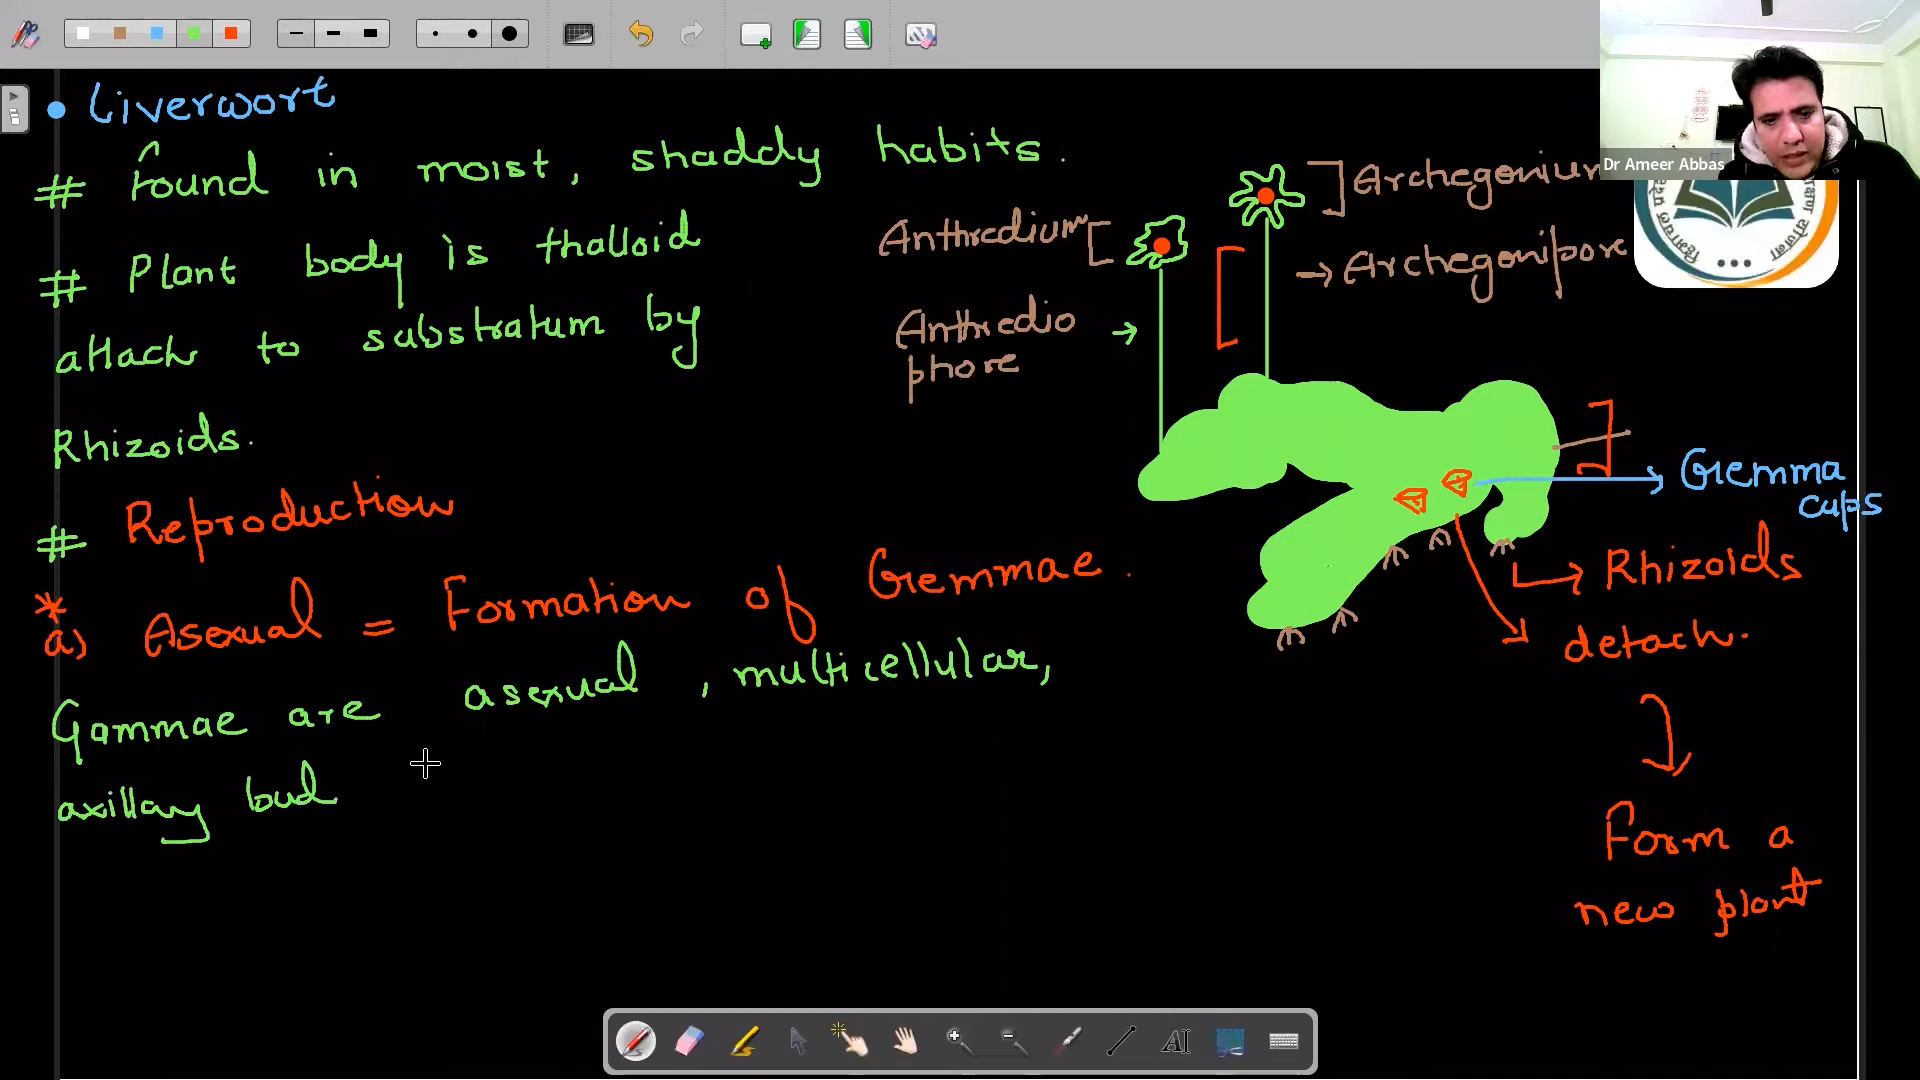 • Liverwort
# found in moist, shaddy habits.
# Plant body is thalloid
attach to substratum by
Rhizoids.
# Reproduction
* a) Asexual = Formation of Gemmae.
Gammae are asexual, multicellular,
axillary bud
Archegonium
Anthredium
→ Archegonipore
Anthredio →
phore
Gemma
cups
Rhizoids
detach.
Form a
new plant
Dr Ameer Abbas
AI